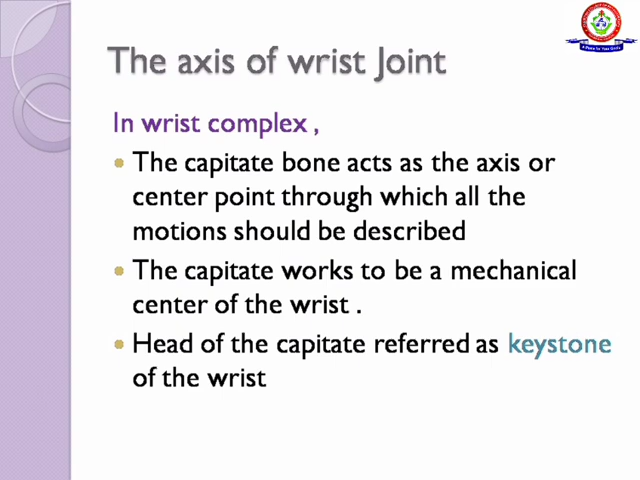 The axis of wrist Joint
In wrist complex ,
The capitate bone acts as the axis or
center point through which all the
motions should be described
The capitate works to be a mechanical
center of the wrist .
Head of the capitate referred as keystone
of the wrist